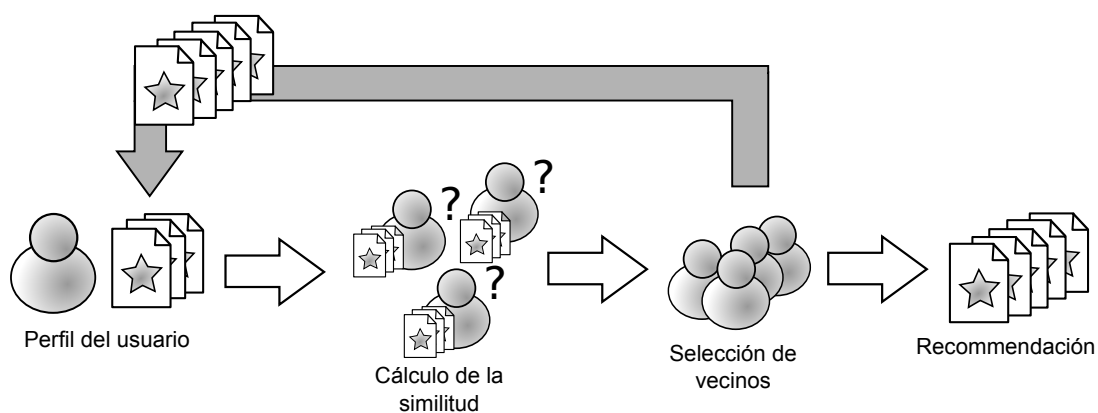 ?
?
?
Perfil del usuario
Cálculo de la
similitud
Selección de
vecinos
Recommendación